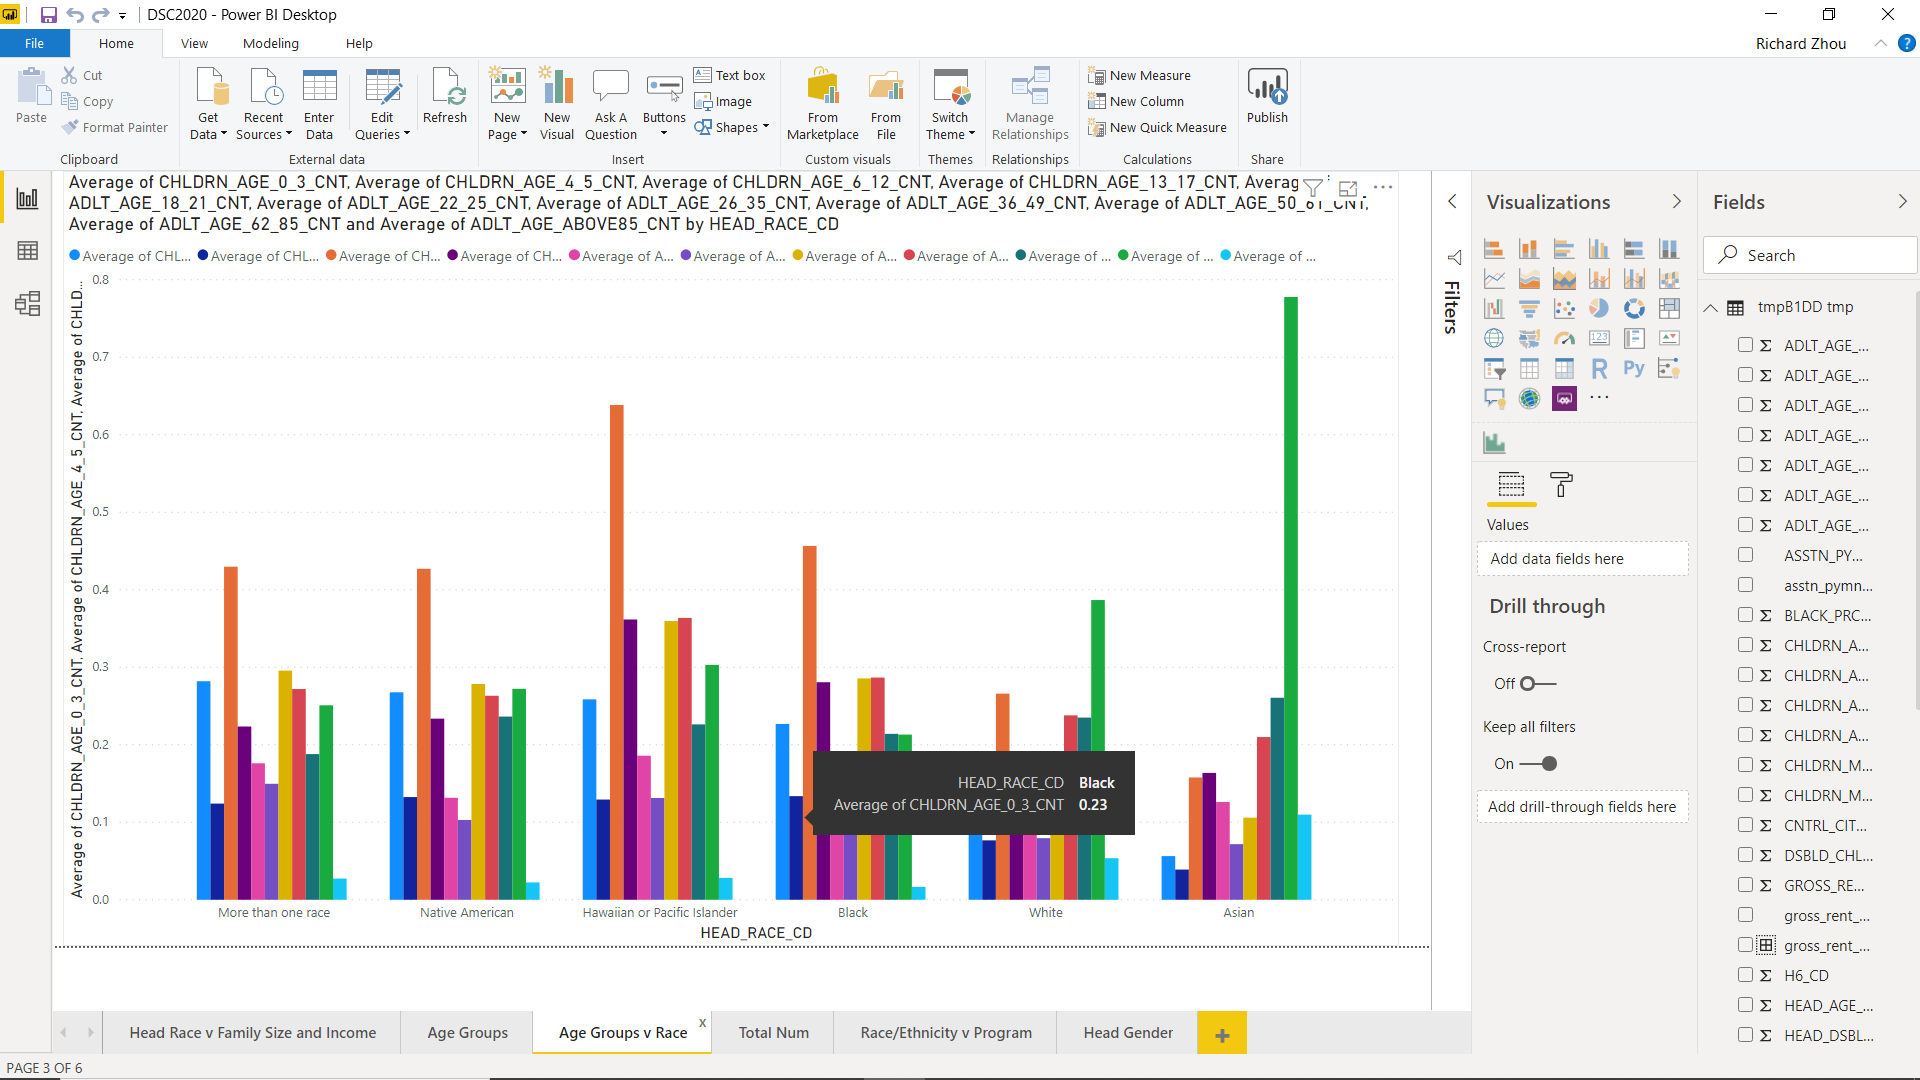 DSC2020 - Power BI Desktop
File
Home
View
Modeling
Help
Richard Zhou
?
Paste
Cut
Copy
Format Painter
Clipboard
Get Data
Recent Sources
Enter Data
Edit Queries
Refresh
External data
New Page
New Visual
Ask A Question
Buttons
Text box
Image
Shapes
Insert
From Marketplace
From File
Custom visuals
Switch Theme
Themes
Manage Relationships
Relationships
New Measure
New Column
New Quick Measure
Calculations
Publish
Share
Average of CHLDRN_AGE_0_3_CNT, Average of CHLDRN_AGE_4_5_CNT, Average of CHLDRN_AGE_6_12_CNT, Average of CHLDRN_AGE_13_17_CNT, Averag
ADLT_AGE_18_21_CNT, Average of ADLT_AGE_22_25_CNT, Average of ADLT_AGE_26_35_CNT, Average of ADLT_AGE_36_49_CNT, Average of ADLT_AGE_50_61_CNT,
Average of ADLT_AGE_62_85_CNT and Average of ADLT_AGE_ABOVE85_CNT by HEAD_RACE_CD
Average of CHL... Average of CHL... Average of CH... Average of CH... Average of A... Average of A... Average of A... Average of A... Average of ... Average of ... Average of ...
Average of CHLDRN_AGE_0_3_CNT, Average of CHLDRN_AGE_4_5_CNT, Average of CHLD...
0.8
0.7
0.6
0.5
0.4
0.3
0.2
0.1
0.0
HEAD_RACE_CD Black
Average of CHLDRN_AGE_0_3_CNT 0.23
More than one race
Native American
Hawaiian or Pacific Islander
Black
White
Asian
HEAD_RACE_CD
Filters
Visualizations
123
R
Py
...
Values
Add data fields here
Drill through
Cross-report
Off
Keep all filters
On
Add drill-through fields here
Fields
Search
tmpB1DD tmp
ADLT_AGE_...
ADLT_AGE_...
ADLT_AGE_...
ADLT_AGE_...
ADLT_AGE_...
ADLT_AGE_...
ADLT_AGE_...
ASSTN_PY...
asstn_pymn...
BLACK_PRC...
CHLDRN_A...
CHLDRN_A...
CHLDRN_A...
CHLDRN_A...
CHLDRN_M...
CHLDRN_M...
CNTRL_CIT...
DSBLD_CHL...
GROSS_RE...
gross_rent_...
gross_rent_...
H6_CD
HEAD_AGE_...
HEAD_DSBL...
Head Race v Family Size and Income
Age Groups
Age Groups v Race
x
Total Num
Race/Ethnicity v Program
Head Gender
+
PAGE 3 OF 6